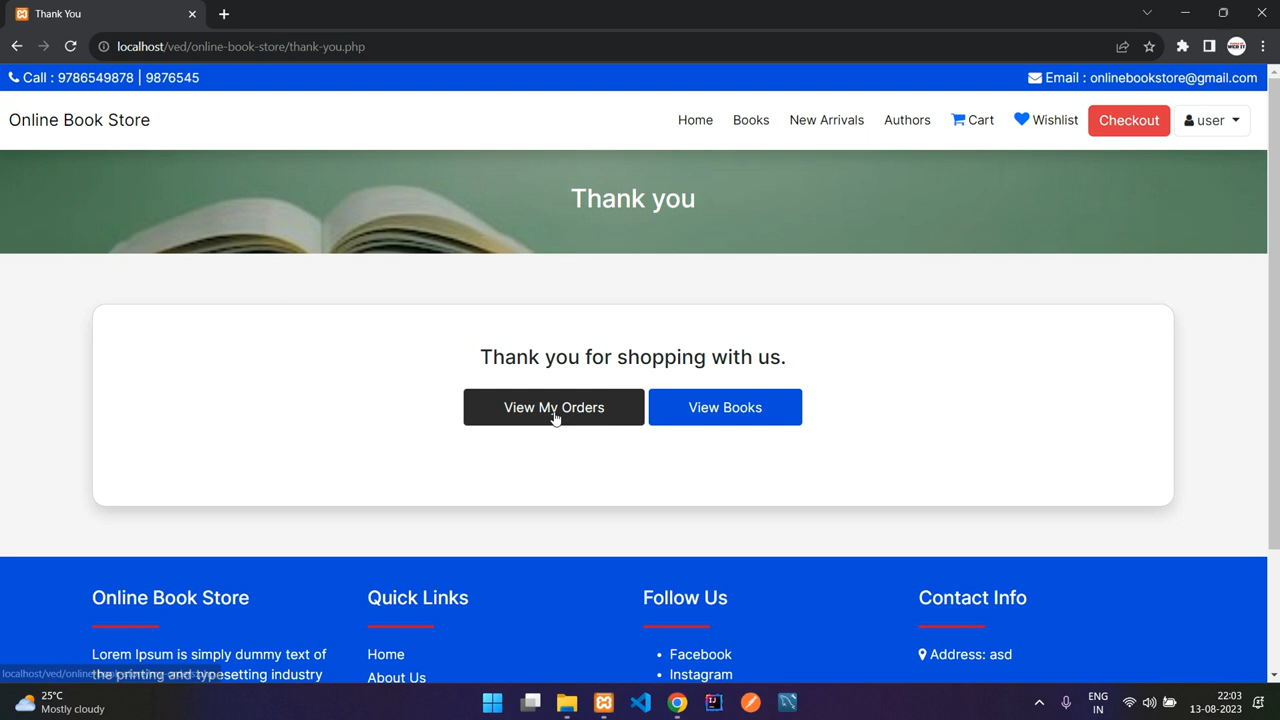 Thank You
localhost/ved/online-book-store/thank-you.php
Call : 9786549878 | 9876545
Email : onlinebookstore@gmail.com
Online Book Store
Home
Books
New Arrivals
Authors
Cart
Wishlist
Checkout
user
Thank you
Thank you for shopping with us.
View My Orders
View Books
Online Book Store
Quick Links
Follow Us
Contact Info
Lorem Ipsum is simply dummy text of
the printing and typesetting industry
Home
About Us
Facebook
Instagram
Address: asd
25°C
Mostly cloudy
ENG
IN
22:03
13-08-2023